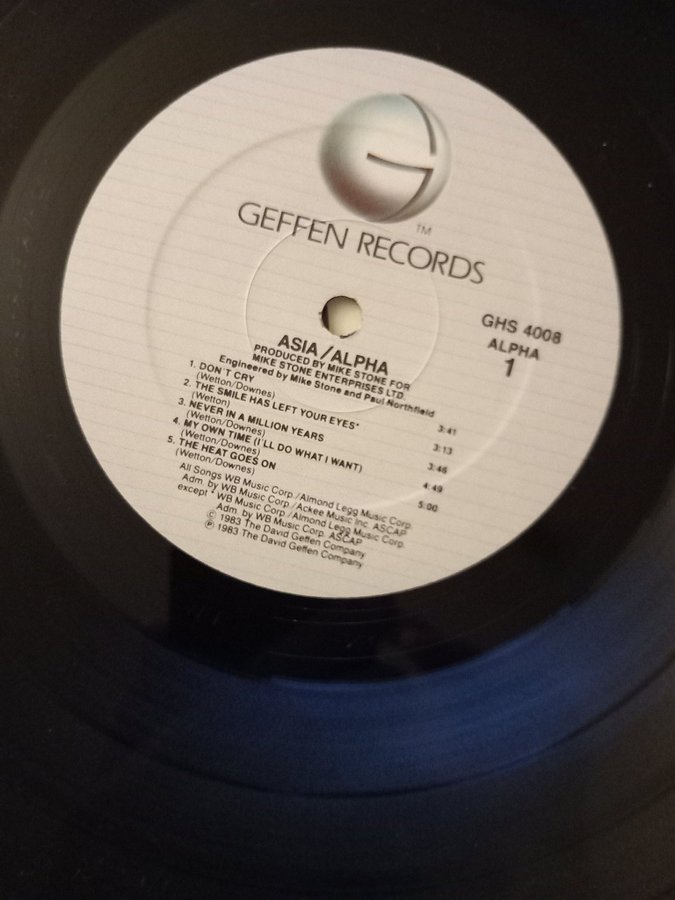 G
TM
GEFFEN RECORDS
GHS 4008
ALPHA
1
ASIA/ALPHA
PRODUCED BY MIKE STONE FOR
MIKE STONE ENTERPRISES LTD.
Engineered by Mike Stone and Paul Northfield
1. DON'T CRY 3:41
(Wetton/Downes)
2. THE SMILE HAS LEFT YOUR EYES* 3:13
(Wetton)
3. NEVER IN A MILLION YEARS 3:46
(Wetton/Downes)
4. MY OWN TIME (I'LL DO WHAT I WANT) 4:49
(Wetton/Downes)
5. THE HEAT GOES ON 5:00
(Wetton/Downes)
All Songs WB Music Corp./Almond Legg Music Corp.
Adm. by WB Music Corp./Ackee Music Inc. ASCAP
except * WB Music Corp./Almond Legg Music Corp.
Adm. by WB Music Corp. ASCAP
© 1983 The David Geffen Company
℗ 1983 The David Geffen Company